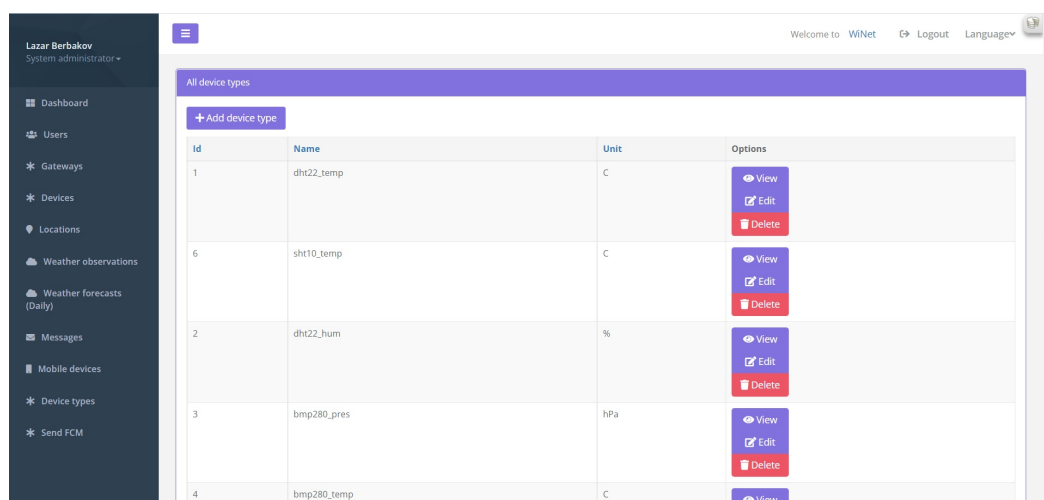 Lazar Berbakov
System administrator
Welcome to WiNet Logout Language
Dashboard
Users
Gateways
Devices
Locations
Weather observations
Weather forecasts
(Daily)
Messages
Mobile devices
Device types
Send FCM
All device types
Add device type
Id Name Unit Options
1 dht22_temp C View
Edit
Delete
6 sht10_temp C View
Edit
Delete
2 dht22_hum % View
Edit
Delete
3 bmp280_pres hPa View
Edit
Delete
4 bmp280_temp C View